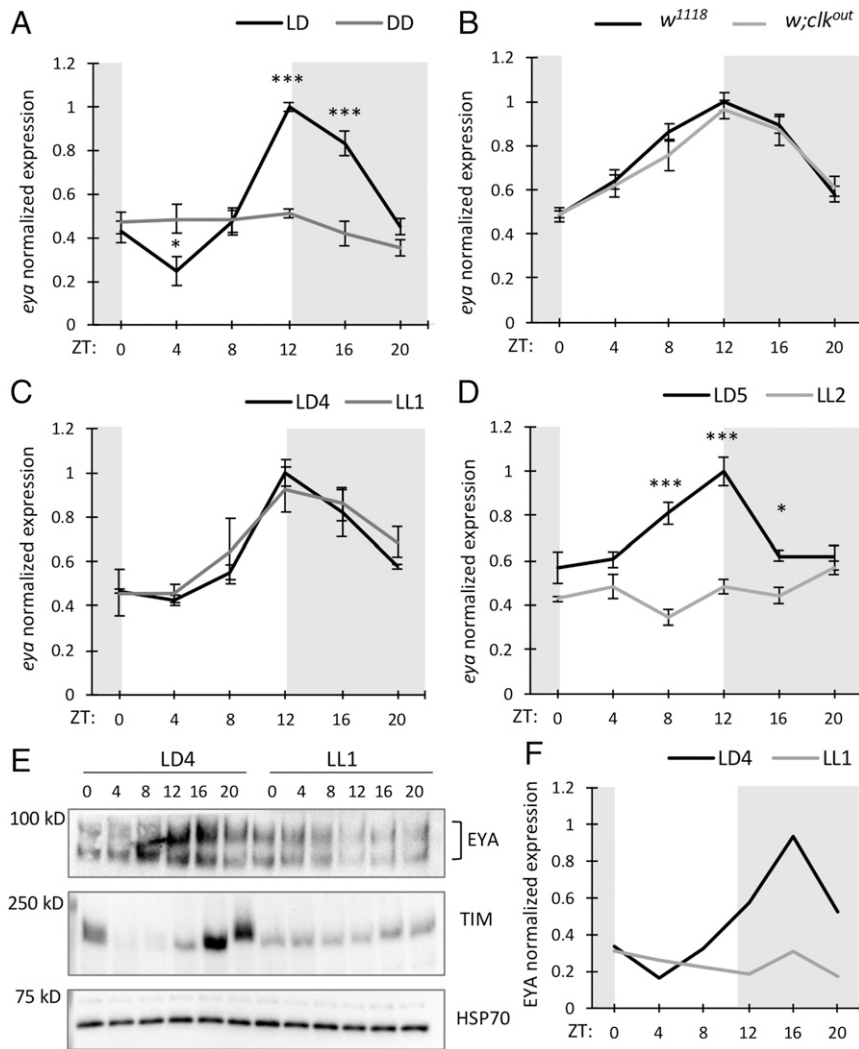 A
LD DD
eya normalized expression
1.2
1
0.8
0.6
0.4
0.2
0
*
***
***
ZT: 0 4 8 12 16 20
B
w1118 w;clkout
eya normalized expression
1.2
1
0.8
0.6
0.4
0.2
0
ZT: 0 4 8 12 16 20
C
LD4 LL1
eya normalized expression
1.2
1
0.8
0.6
0.4
0.2
0
ZT: 0 4 8 12 16 20
D
LD5 LL2
eya normalized expression
1.2
1
0.8
0.6
0.4
0.2
0
***
***
*
ZT: 0 4 8 12 16 20
E
LD4 LL1
0 4 8 12 16 20 0 4 8 12 16 20
100 kD
EYA
250 kD
TIM
75 kD
HSP70
F
LD4 LL1
EYA normalized expression
1.2
1
0.8
0.6
0.4
0.2
0
ZT: 0 4 8 12 16 20